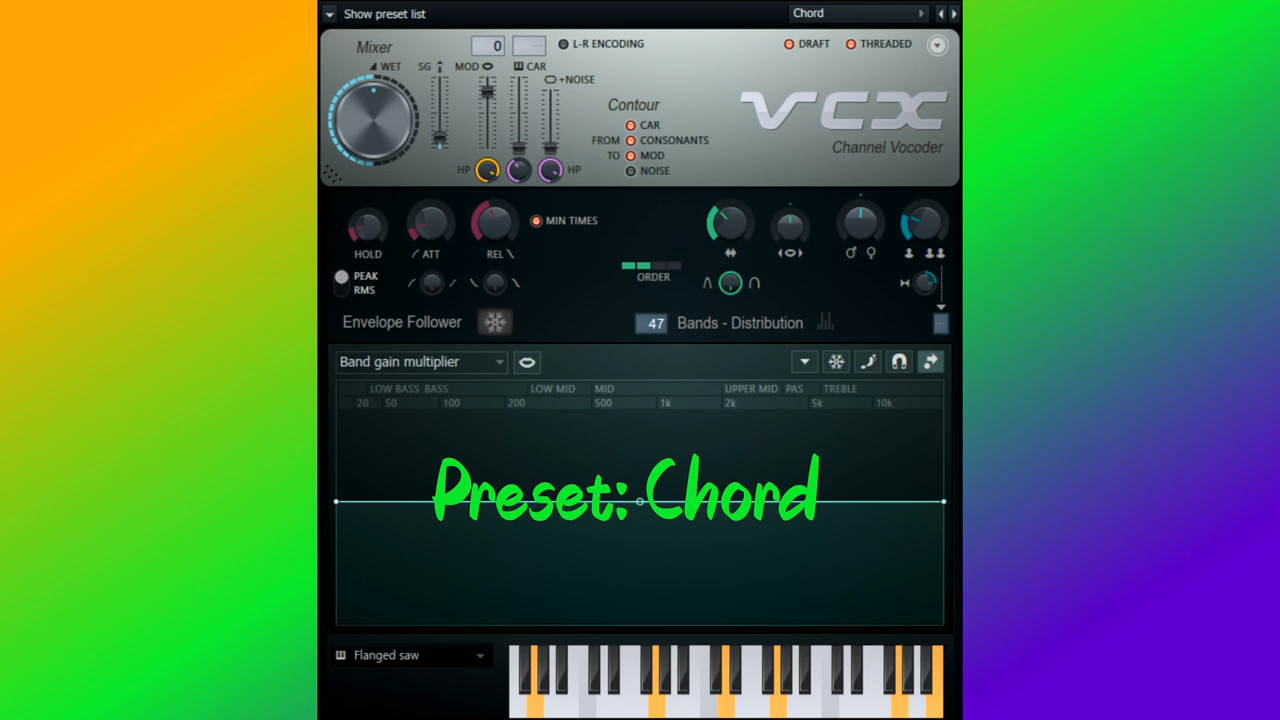 Show preset list
Chord
Mixer
0
L-R ENCODING
DRAFT
THREADED
WET
SG
MOD
CAR
+NOISE
Contour
CAR
FROM
CONSONANTS
TO
MOD
NOISE
HP
HP
VCX
Channel Vocoder
MIN TIMES
HOLD
ATT
REL
PEAK
RMS
ORDER
Envelope Follower
47
Bands - Distribution
Band gain multiplier
LOW BASS BASS LOW MID MID UPPER MID PAS TREBLE
20 50 100 200 500 1k 2k 5k 10k
Preset: Chord
Flanged saw